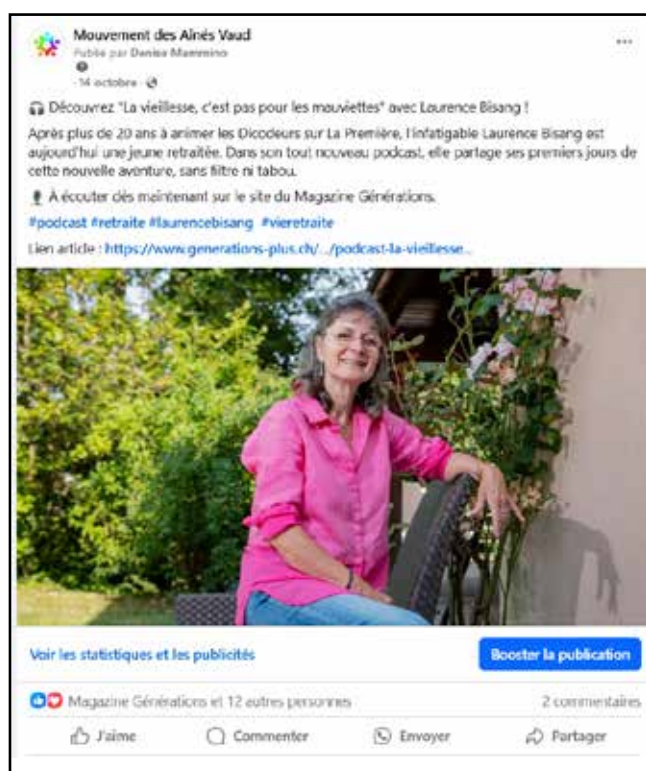 Mouvement des Aînés Vaud
Publié par Denise Mammino
14 octobre
Découvrez "La vieillesse, c'est pas pour les mauviettes" avec Laurence Bisang !
Après plus de 20 ans à animer les Dicodeurs sur La Première, l'infatigable Laurence Bisang est
aujourd'hui une jeune retraitée. Dans son tout nouveau podcast, elle partage ses premiers jours de
cette nouvelle aventure, sans filtre ni tabou.
À écouter dès maintenant sur le site du Magazine Générations.
#podcast #retraite #laurencebisang #vieretraite
Lien article : https://www.generations-plus.ch/.../podcast-la-vieillesse...
Voir les statistiques et les publicités
Booster la publication
Magazine Générations et 12 autres personnes
2 commentaires
J'aime
Commenter
Envoyer
Partager